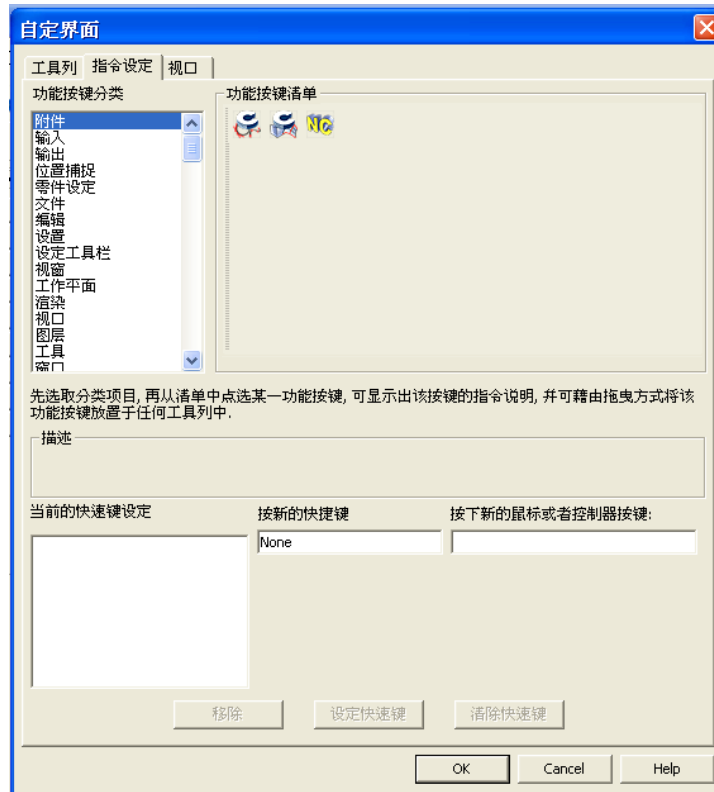 自定界面
工具列 指令设定 视口
功能按键分类 功能按键清单
附件
输入
输出
位置捕捉
零件设定
文件
编辑
设置
设定工具栏
视窗
工作平面
渲染
视口
图层
工具
窗口
NC
先选取分类项目, 再从清单中点选某一功能按键, 可显示出该按键的指令说明, 并可藉由拖曳方式将该
功能按键放置于任何工具列中.
描述
当前的快速键设定 按新的快捷键 按下新的鼠标或者控制器按键:
None
移除 设定快速键 清除快速键
OK Cancel Help